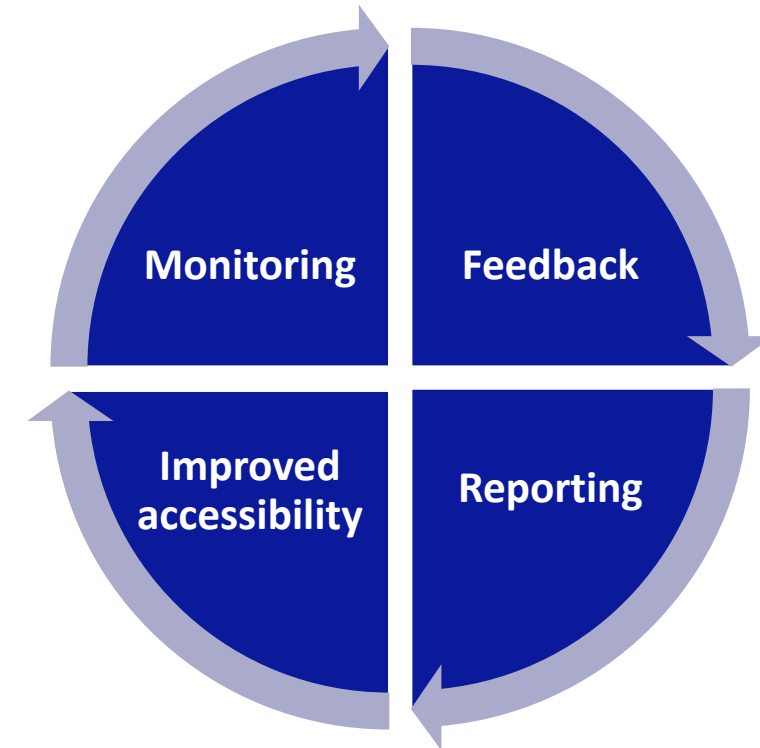 Monitoring
Feedback
Improved
accessibility
Reporting